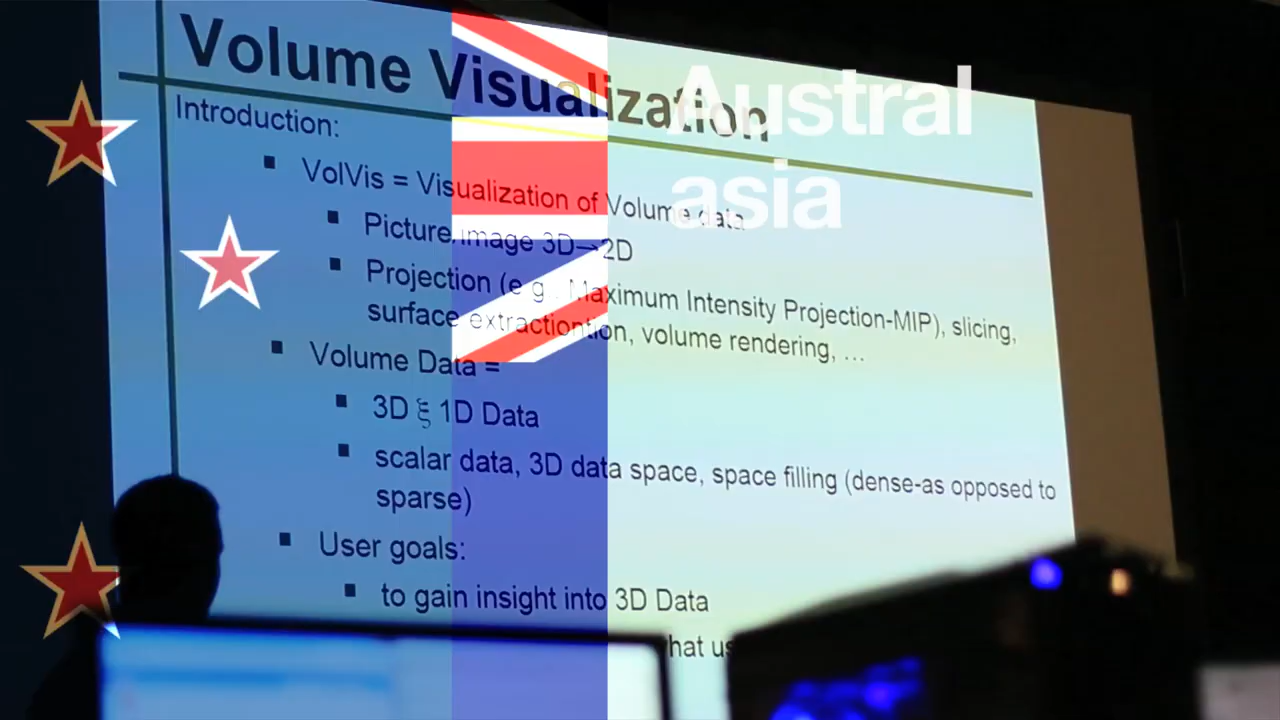 Volume Visualization
Austral
asia
Introduction:
VolVis = Visualization of Volume data
Picture/image 3D→2D
Projection (e.g., Maximum Intensity Projection-MIP), slicing,
surface extraction, volume rendering, …
Volume Data =
3D ξ 1D Data
scalar data, 3D data space, space filling (dense-as opposed to
sparse)
User goals:
to gain insight into 3D Data